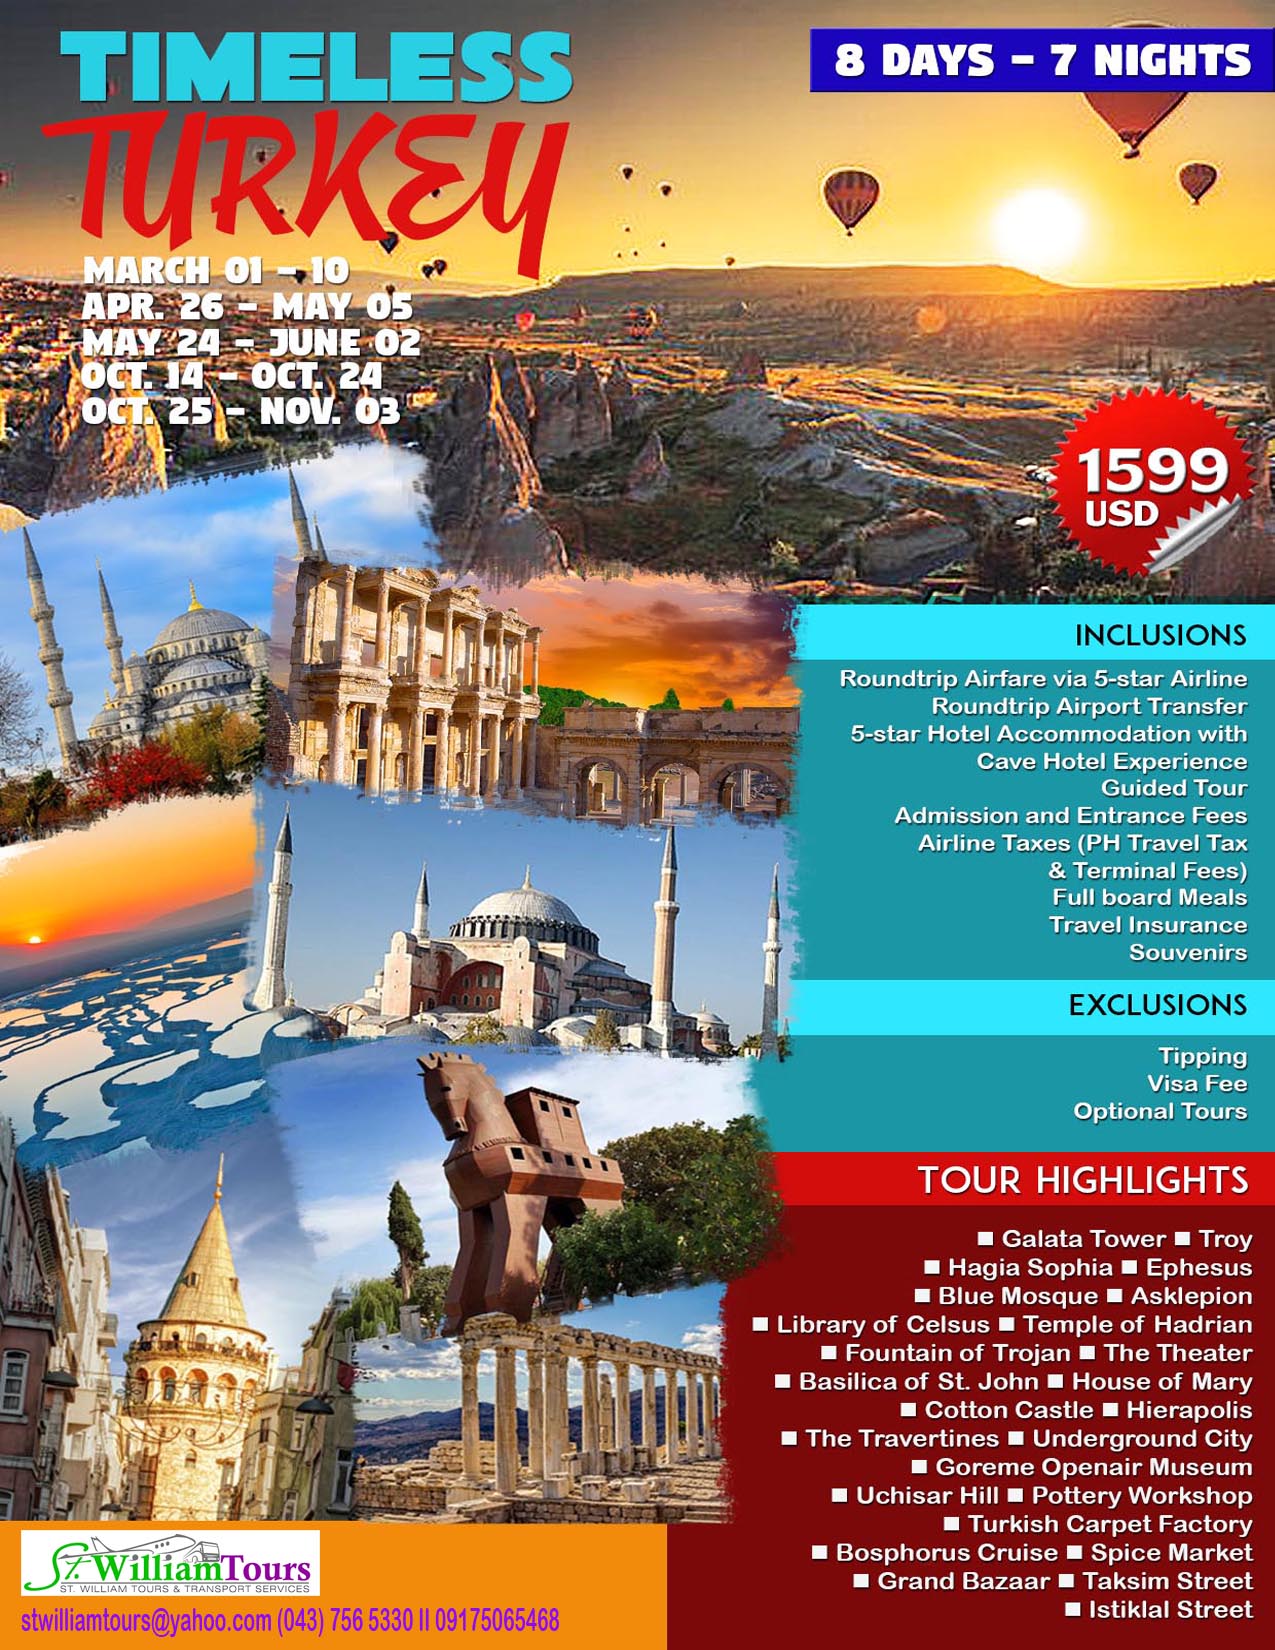 TIMELESS
TURKEY
8 DAYS – 7 NIGHTS
MARCH 01 – 10
APR. 26 – MAY 05
MAY 24 – JUNE 02
OCT. 14 – OCT. 24
OCT. 25 – NOV. 03
1599
USD
INCLUSIONS
Roundtrip Airfare via 5-star Airline
Roundtrip Airport Transfer
5-star Hotel Accommodation with
Cave Hotel Experience
Guided Tour
Admission and Entrance Fees
Airline Taxes (PH Travel Tax
& Terminal Fees)
Full board Meals
Travel Insurance
Souvenirs
EXCLUSIONS
Tipping
Visa Fee
Optional Tours
TOUR HIGHLIGHTS
■ Galata Tower ■ Troy
■ Hagia Sophia ■ Ephesus
■ Blue Mosque ■ Asklepion
■ Library of Celsus ■ Temple of Hadrian
■ Fountain of Trojan ■ The Theater
■ Basilica of St. John ■ House of Mary
■ Cotton Castle ■ Hierapolis
■ The Travertines ■ Underground City
■ Goreme Openair Museum
■ Uchisar Hill ■ Pottery Workshop
■ Turkish Carpet Factory
■ Bosphorus Cruise ■ Spice Market
■ Grand Bazaar ■ Taksim Street
■ Istiklal Street
St. WilliamTours
ST. WILLIAM TOURS & TRANSPORT SERVICES
stwilliamtours@yahoo.com (043) 756 5330 II 09175065468